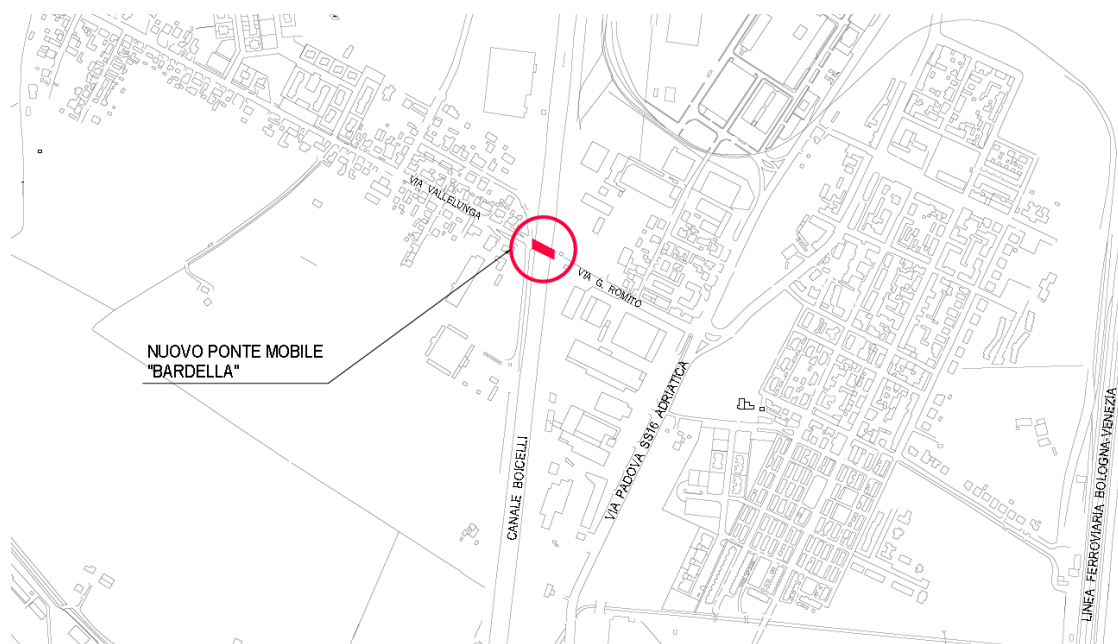 VIA VALLELUNGA
VIA G. ROMITO
NUOVO PONTE MOBILE
"BARDELLA"
CANALE BOICELLI
VIA PADOVA SS16 ADRIATICA
LINEA FERROVIARIA BOLOGNA-VENEZIA